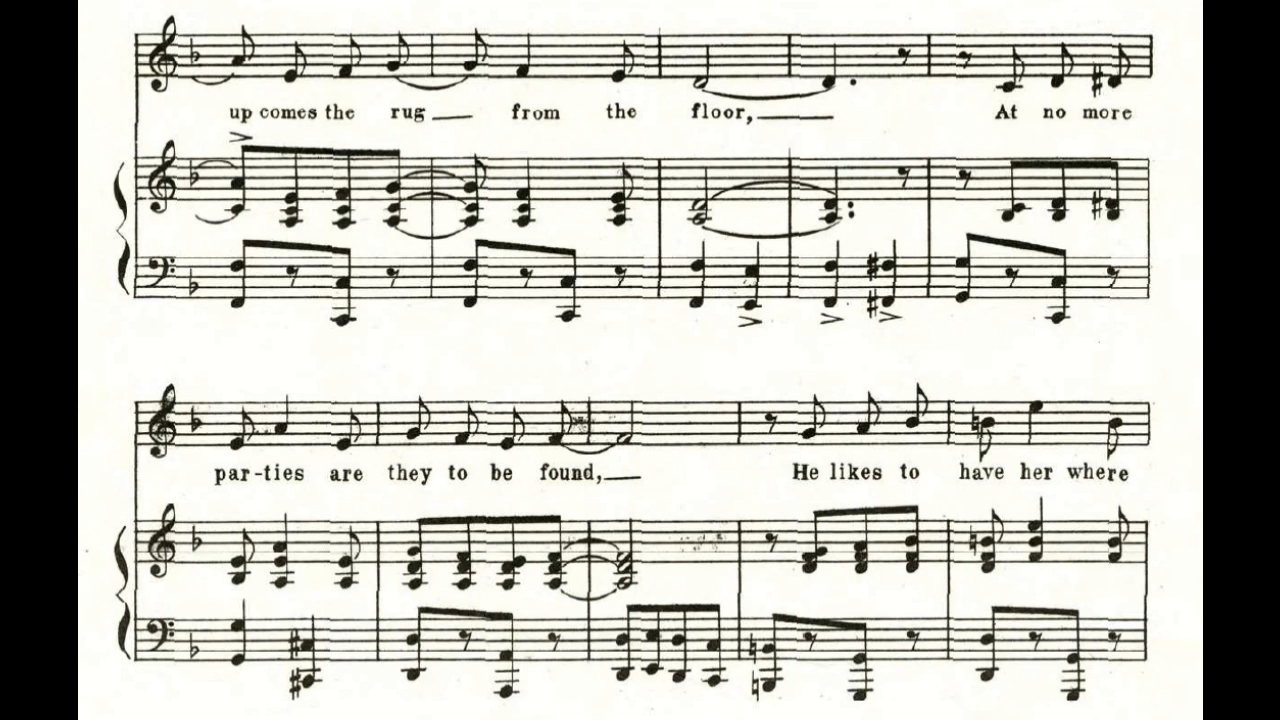 up comes the rug from the floor, At no more
par-ties are they to be found, He likes to have her where